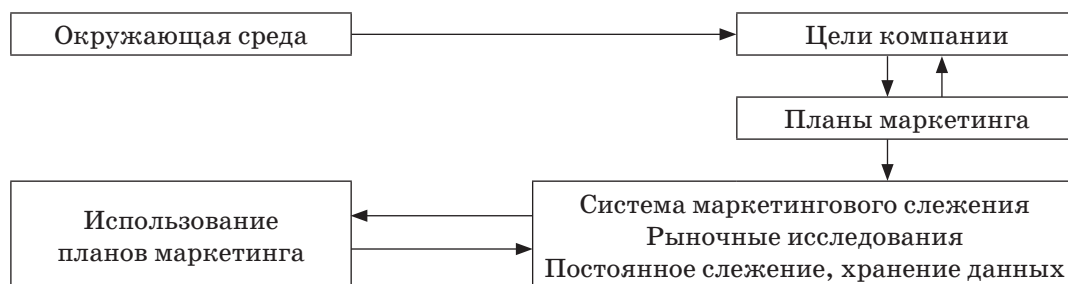 Окружающая среда
Цели компании
Планы маркетинга
Использование
планов маркетинга
Система маркетингового слежения
Рыночные исследования
Постоянное слежение, хранение данных